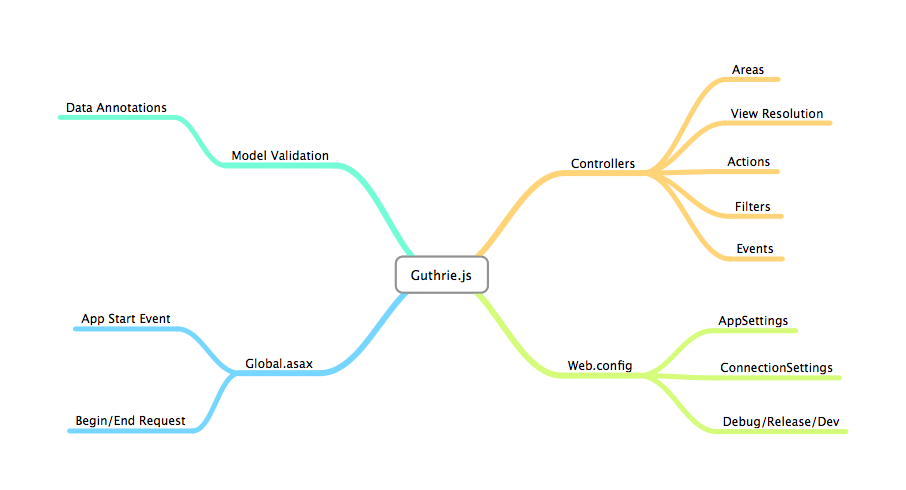 Guthrie.js
Model Validation
Data Annotations
Global.asax
App Start Event
Begin/End Request
Controllers
Areas
View Resolution
Actions
Filters
Events
Web.config
AppSettings
ConnectionSettings
Debug/Release/Dev